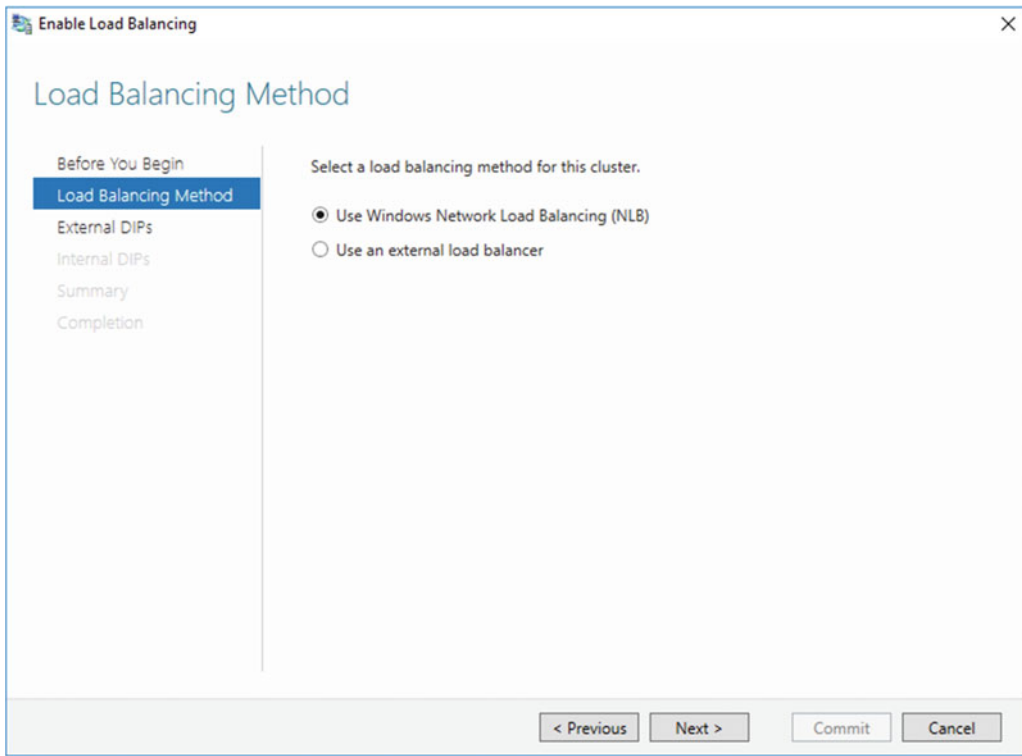 Enable Load Balancing
Load Balancing Method
Before You Begin
Load Balancing Method
External DIPs
Internal DIPs
Summary
Completion
Select a load balancing method for this cluster.
Use Windows Network Load Balancing (NLB)
Use an external load balancer
< Previous
Next >
Commit
Cancel